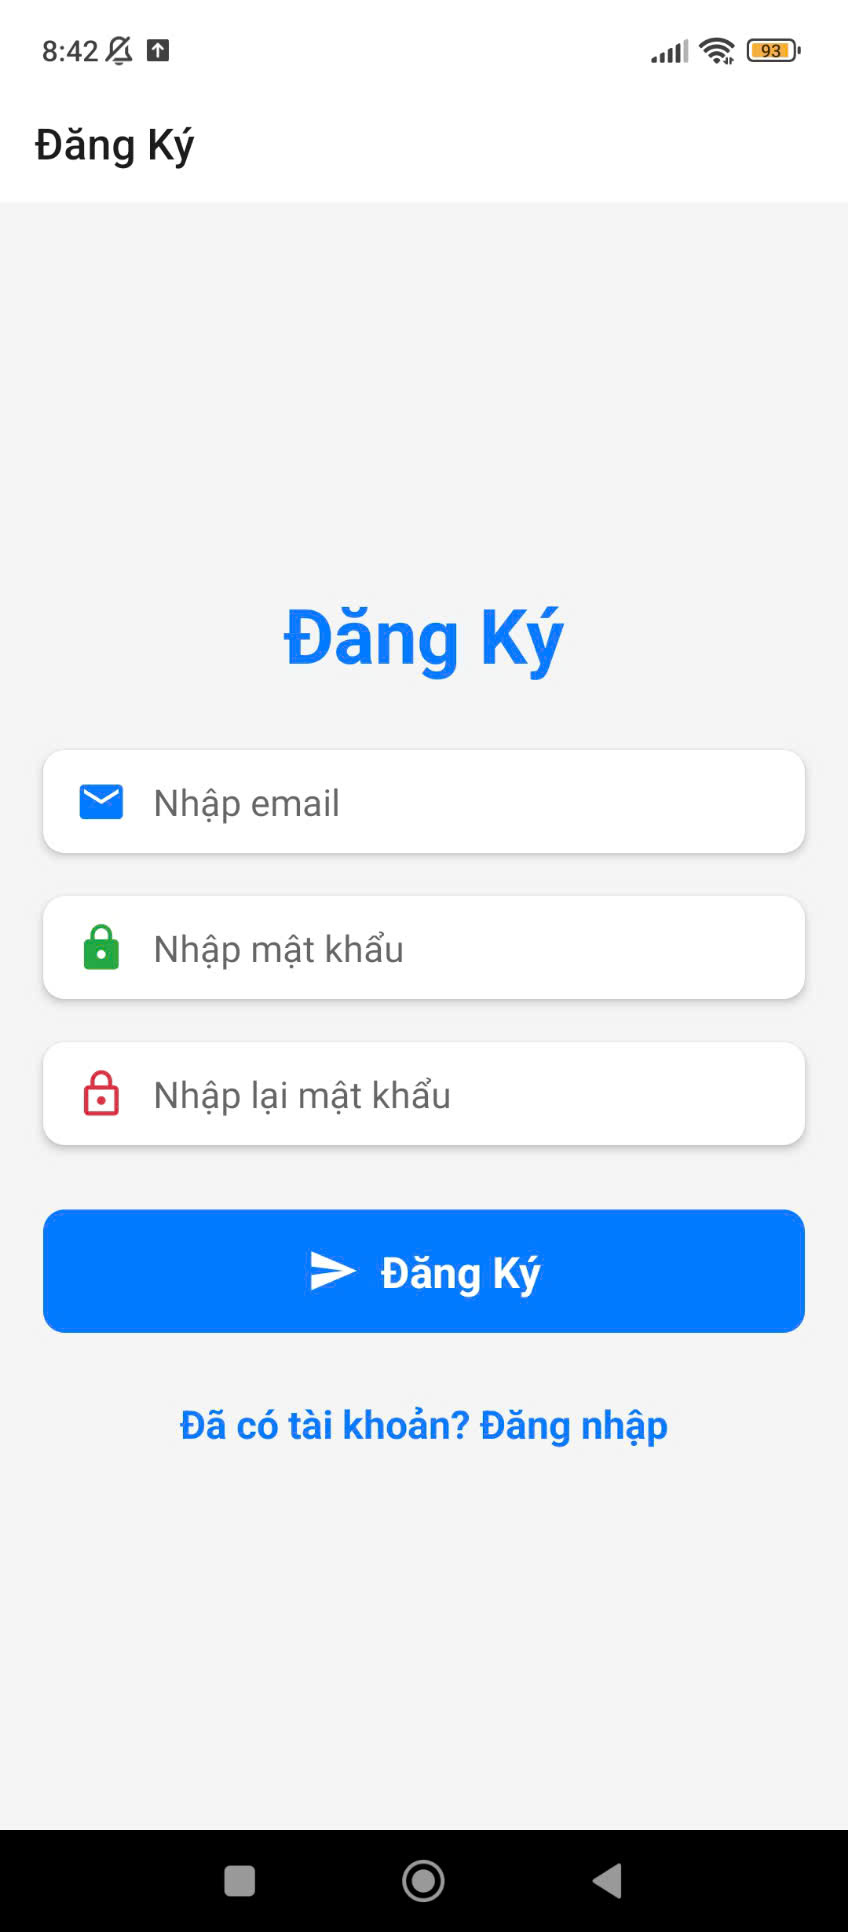 8:42
93
Đăng Ký
Đăng Ký
Nhập email
Nhập mật khẩu
Nhập lại mật khẩu
Đăng Ký
Đã có tài khoản? Đăng nhập